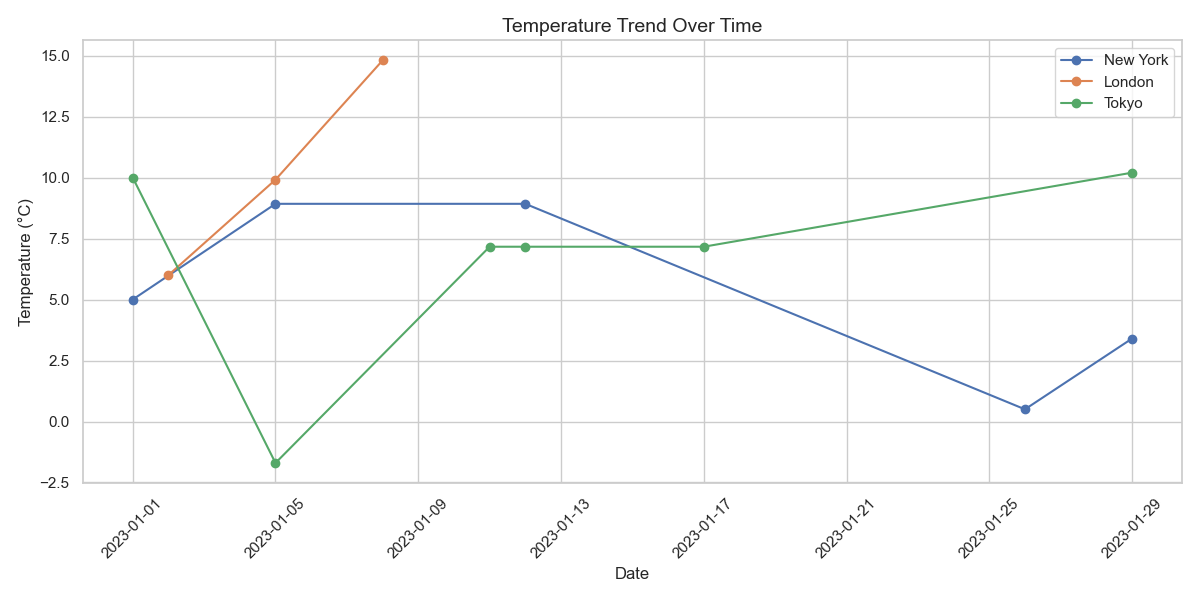 Temperature Trend Over Time
New York
London
Tokyo
Temperature (°C)
15.0
12.5
10.0
7.5
5.0
2.5
0.0
−2.5
2023-01-01
2023-01-05
2023-01-09
2023-01-13
2023-01-17
2023-01-21
2023-01-25
2023-01-29
Date